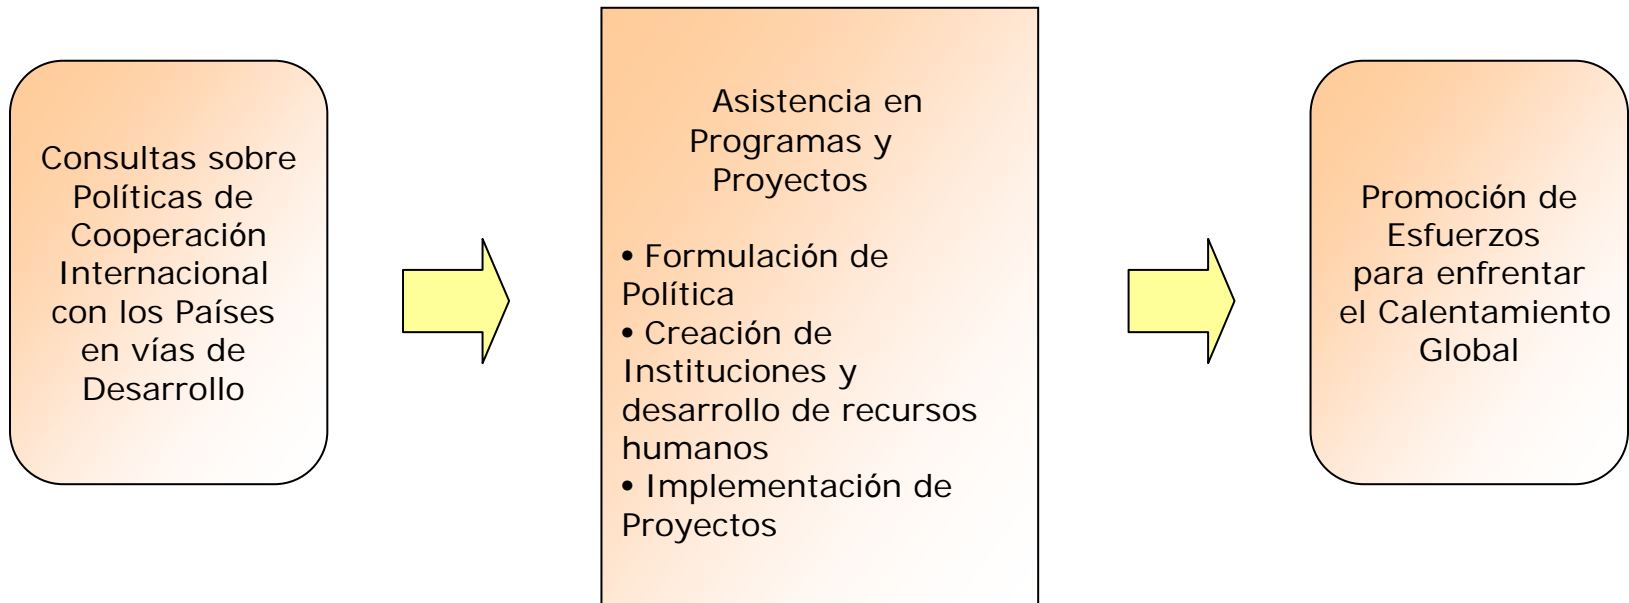 Consultas sobre
Políticas de
Cooperación
Internacional
con los Países
en vías de
Desarrollo
Asistencia en
Programas y
Proyectos
• Formulación de
Política
• Creación de
Instituciones y
desarrollo de recursos
humanos
• Implementación de
Proyectos
Promoción de
Esfuerzos
para enfrentar
el Calentamiento
Global